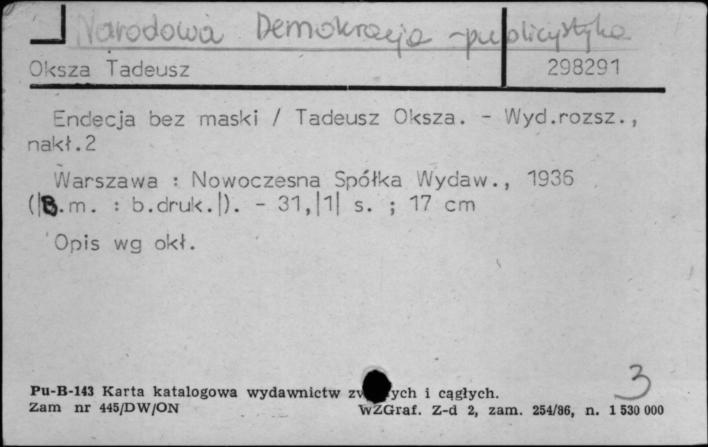 Narodowa Demokracja - publicystyka
Oksza Tadeusz 298291
Endecja bez maski / Tadeusz Oksza. - Wyd.rozsz.,
nakł.2
Warszawa : Nowoczesna Spółka Wydaw., 1936
(|B.m. : b.druk.|). - 31,|1| s. ; 17 cm
Opis wg okł.
3
Pu-B-143 Karta katalogowa wydawnictw zw ych i cągłych.
Zam nr 445/DW/ON WZGraf. Z-d 2, zam. 254/86, n. 1 530 000